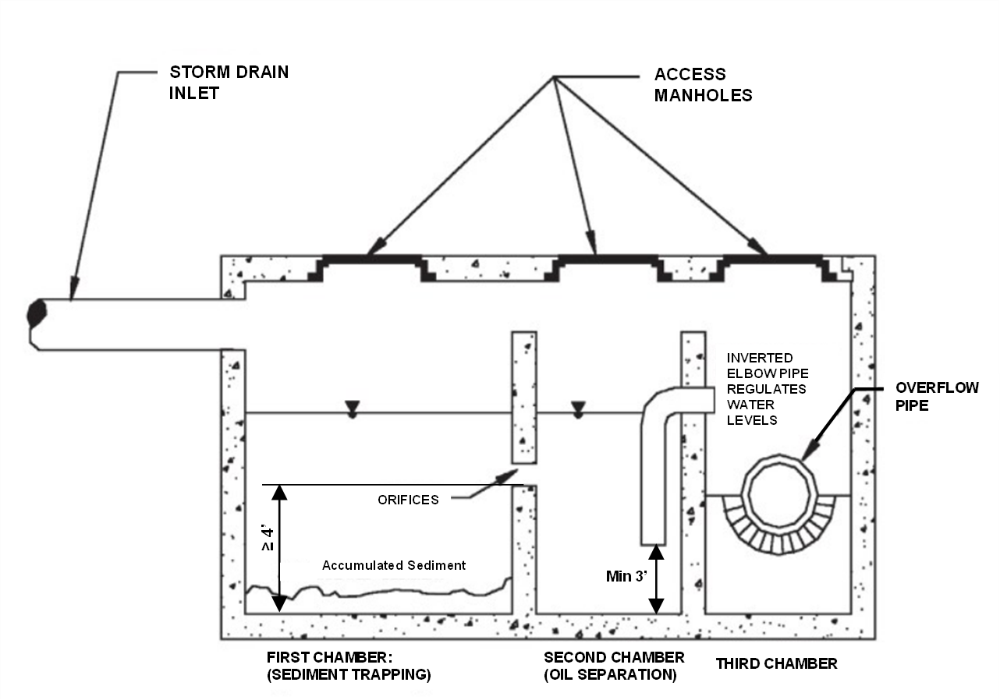 STORM DRAIN
INLET
ACCESS
MANHOLES
INVERTED
ELBOW PIPE
REGULATES
WATER
LEVELS
OVERFLOW
PIPE
ORIFICES
≥ 4’
Accumulated Sediment
Min 3’
FIRST CHAMBER:
(SEDIMENT TRAPPING)
SECOND CHAMBER
(OIL SEPARATION)
THIRD CHAMBER